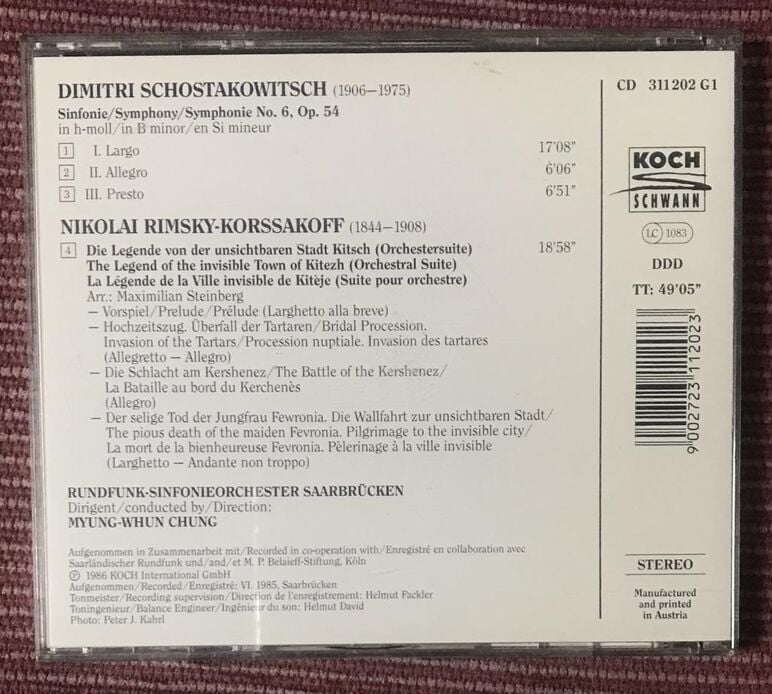 DIMITRI SCHOSTAKOWITSCH (1906–1975)
Sinfonie/Symphony/Symphonie No. 6, Op. 54
in h-moll/in B minor/en Si mineur
1 I. Largo 17'08"
2 II. Allegro 6'06"
3 III. Presto 6'51"
NIKOLAI RIMSKY-KORSSAKOFF (1844–1908)
4 Die Legende von der unsichtbaren Stadt Kitsch (Orchestersuite) 18'58"
The Legend of the invisible Town of Kitezh (Orchestral Suite)
La Légende de la Ville invisible de Kitèje (Suite pour orchestre)
Arr.: Maximilian Steinberg
– Vorspiel/Prelude/Prélude (Larghetto alla breve)
– Hochzeitszug. Überfall der Tartaren/Bridal Procession.
Invasion of the Tartars/Procession nuptiale. Invasion des tartares
(Allegretto – Allegro)
– Die Schlacht am Kershenez/The Battle of the Kershenez/
La Bataille au bord du Kerchenès
(Allegro)
– Der selige Tod der Jungfrau Fewronia. Die Wallfahrt zur unsichtbaren Stadt/
The pious death of the maiden Fevronia. Pilgrimage to the invisible city/
La mort de la bienheureuse Fevronia. Pèlerinage à la ville invisible
(Larghetto – Andante non troppo)
RUNDFUNK-SINFONIEORCHESTER SAARBRÜCKEN
Dirigent/conducted by/Direction:
MYUNG-WHUN CHUNG
Aufgenommen in Zusammenarbeit mit/Recorded in co-operation with/Enregistré en collaboration avec
Saarländischer Rundfunk und/and/et M. P. Belaieff-Stiftung, Köln
℗ 1986 KOCH International GmbH
Aufgenommen/Recorded/Enregistré: VI. 1985, Saarbrücken
Tonmeister/Recording supervision/Direction de l'enregistrement: Helmut Fackler
Toningenieur/Balance Engineer/Ingénieur du son: Helmut David
Photo: Peter J. Kahrl
CD 311 202 G1
KOCH
SCHWANN
LC 1083
DDD
TT: 49'05"
9 002723 112023
STEREO
Manufactured
and printed
in Austria